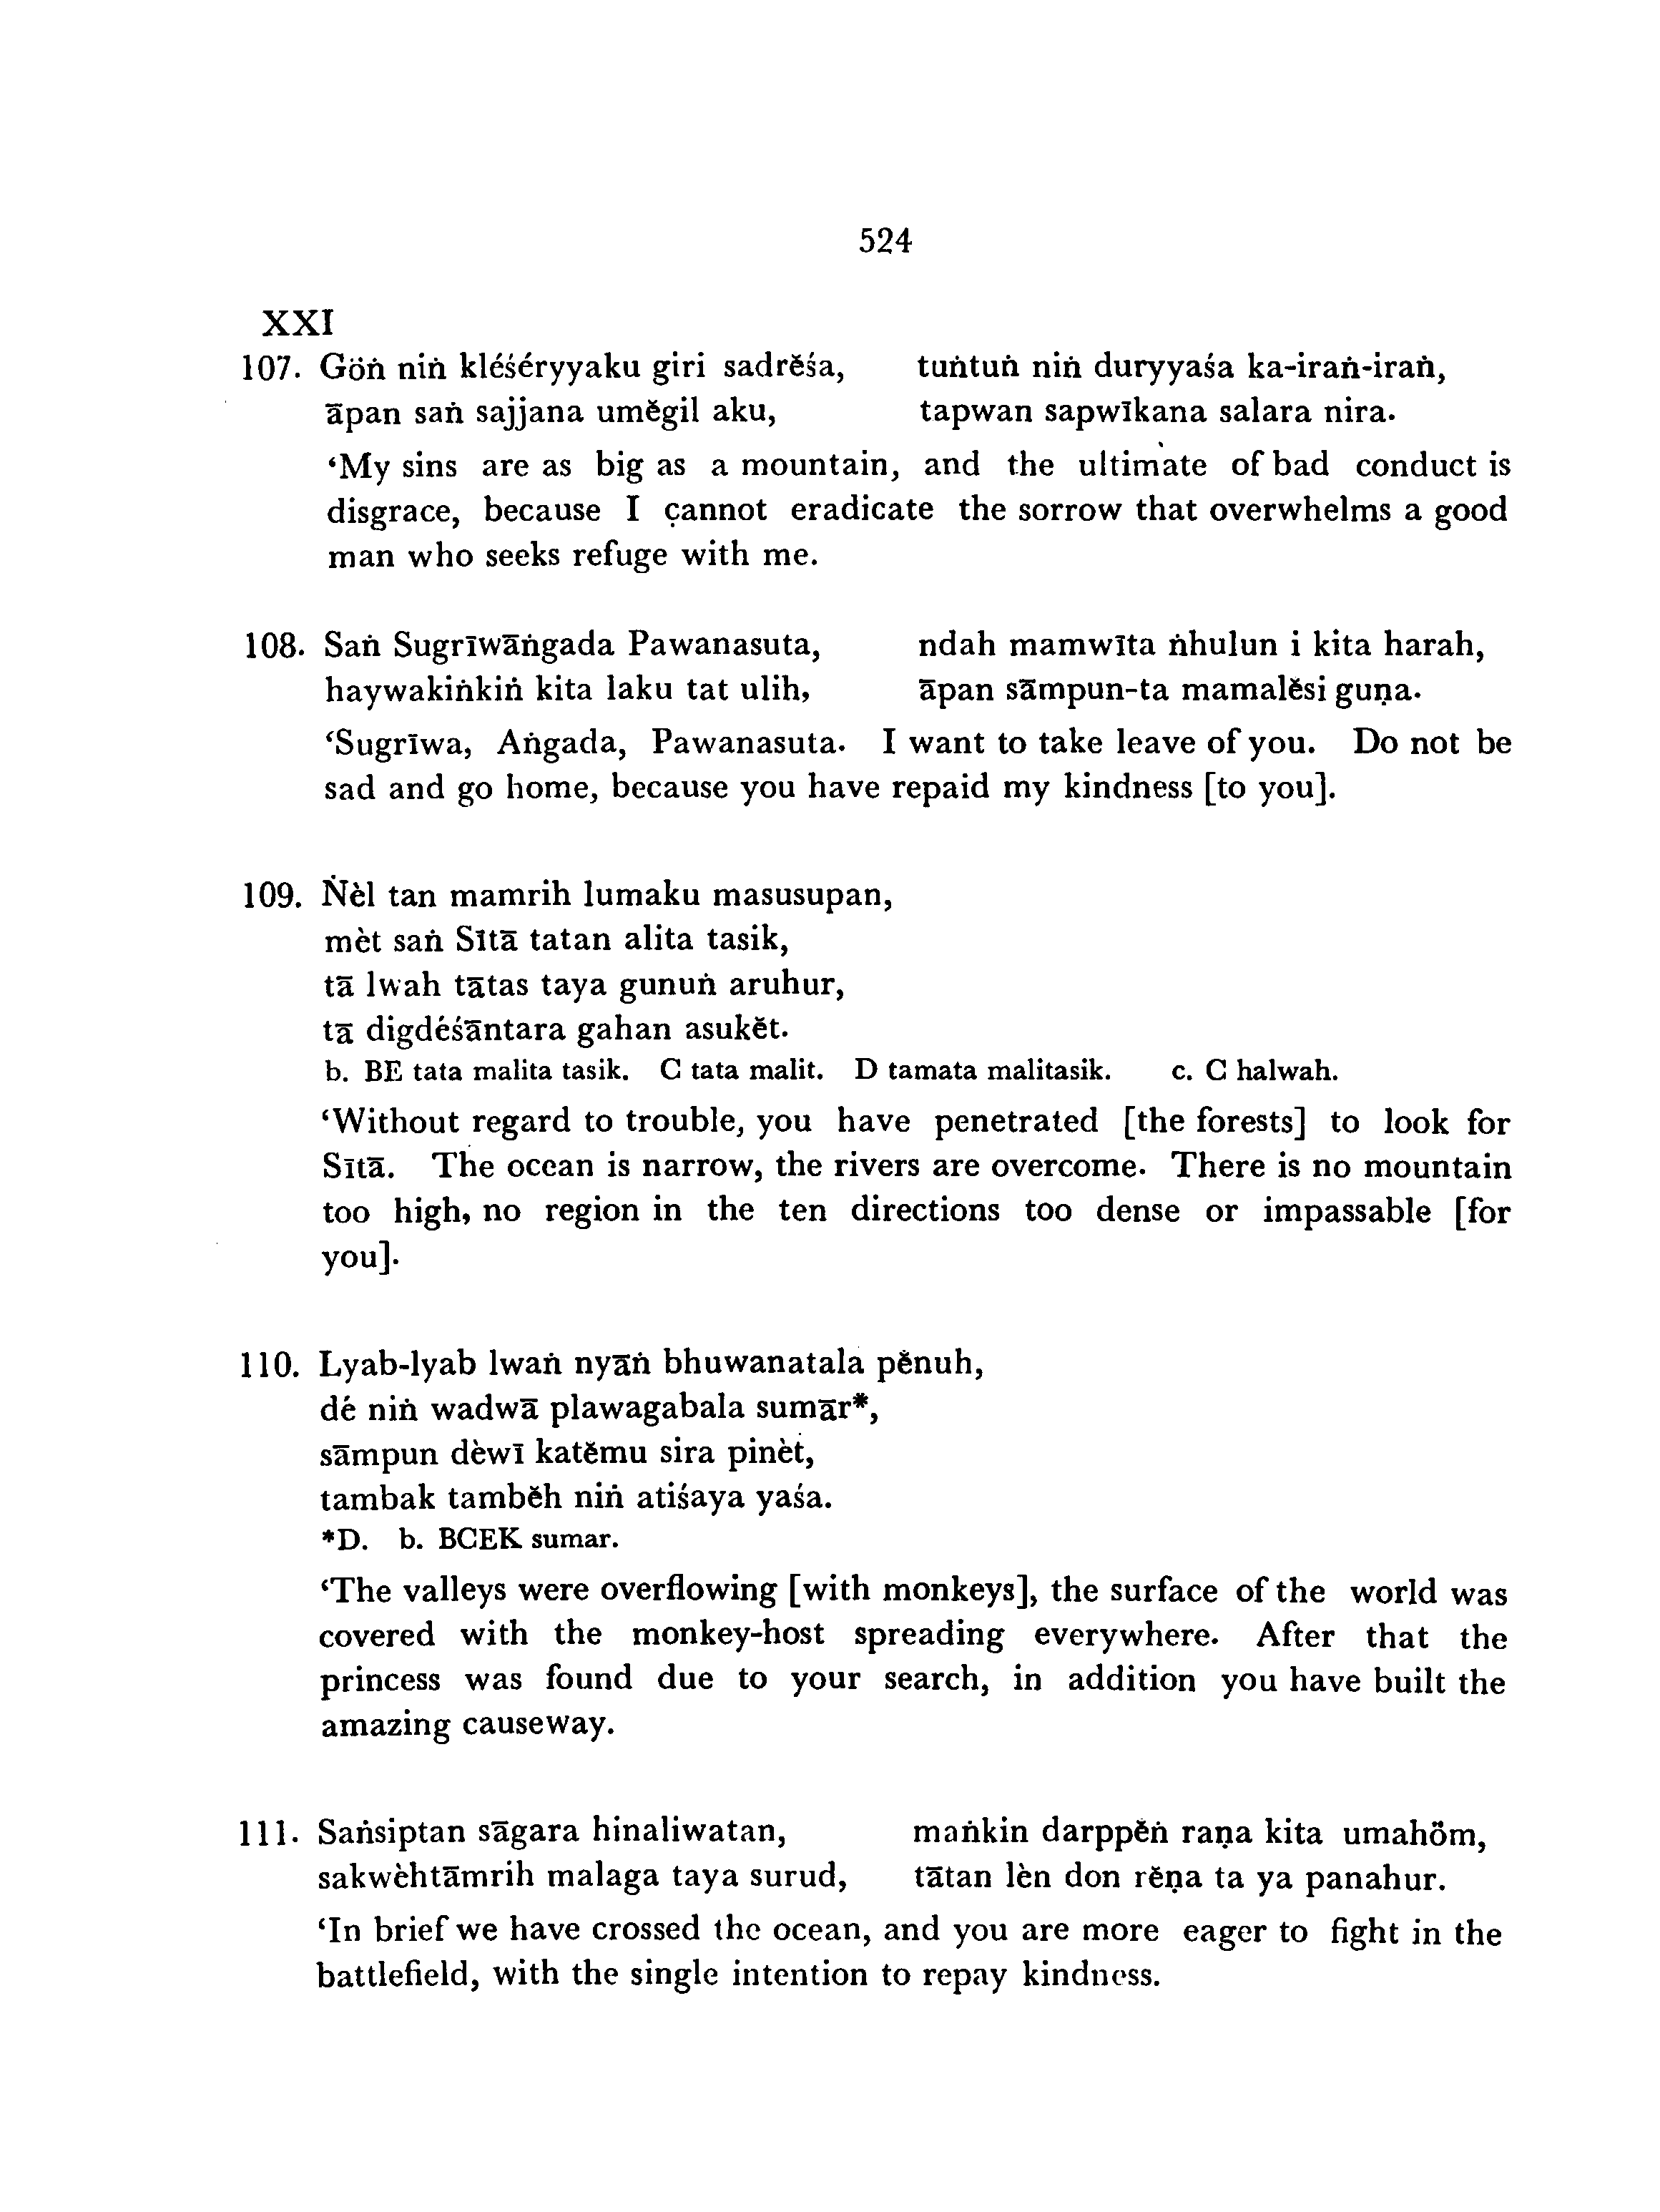 524
XXI
107. Göṅ niṅ kléśéryyaku giri sadrĕśa, tuṅtuṅ niṅ duryyaśa ka-iraṅ-iraṅ,
āpan saṅ sajjana umĕgil aku, tapwan sapwīkana salara nira.
‘My sins are as big as a mountain, and the ultimate of bad conduct is
disgrace, because I cannot eradicate the sorrow that overwhelms a good
man who seeks refuge with me.
108. Saṅ Sugrīwāṅgada Pawanasuta, ndah mamwīta ṅhulun i kita harah,
haywakiṅkiṅ kita laku tat ulih, āpan sāmpun-ta mamalĕsi guṇa.
‘Sugrīwa, Aṅgada, Pawanasuta. I want to take leave of you. Do not be
sad and go home, because you have repaid my kindness [to you].
109. Ṅèl tan mamrih lumaku masusupan,
mèt saṅ Sītā tatan alita tasik,
tā lwah tātas taya gunuṅ aruhur,
tā digdéśāntara gahan asukĕt.
b. BE tata malita tasik. C tata malit. D tamata malitasik. c. C halwah.
‘Without regard to trouble, you have penetrated [the forests] to look for
Sītā. The ocean is narrow, the rivers are overcome. There is no mountain
too high, no region in the ten directions too dense or impassable [for
you].
110. Lyab-lyab lwaṅ nyāṅ bhuwanatala pĕnuh,
dé niṅ wadwā plawagabala sumār*,
sāmpun dèwī katĕmu sira pinèt,
tambak tambĕh niṅ atiśaya yaśa.
*D. b. BCEK sumar.
‘The valleys were overflowing [with monkeys], the surface of the world was
covered with the monkey-host spreading everywhere. After that the
princess was found due to your search, in addition you have built the
amazing causeway.
111. Saṅsiptan sāgara hinaliwatan, maṅkin darppĕṅ raṇa kita umahöm,
sakwèhtāmrih malaga taya surud, tātan lèn don rĕṇa ta ya panahur.
‘In brief we have crossed the ocean, and you are more eager to fight in the
battlefield, with the single intention to repay kindness.